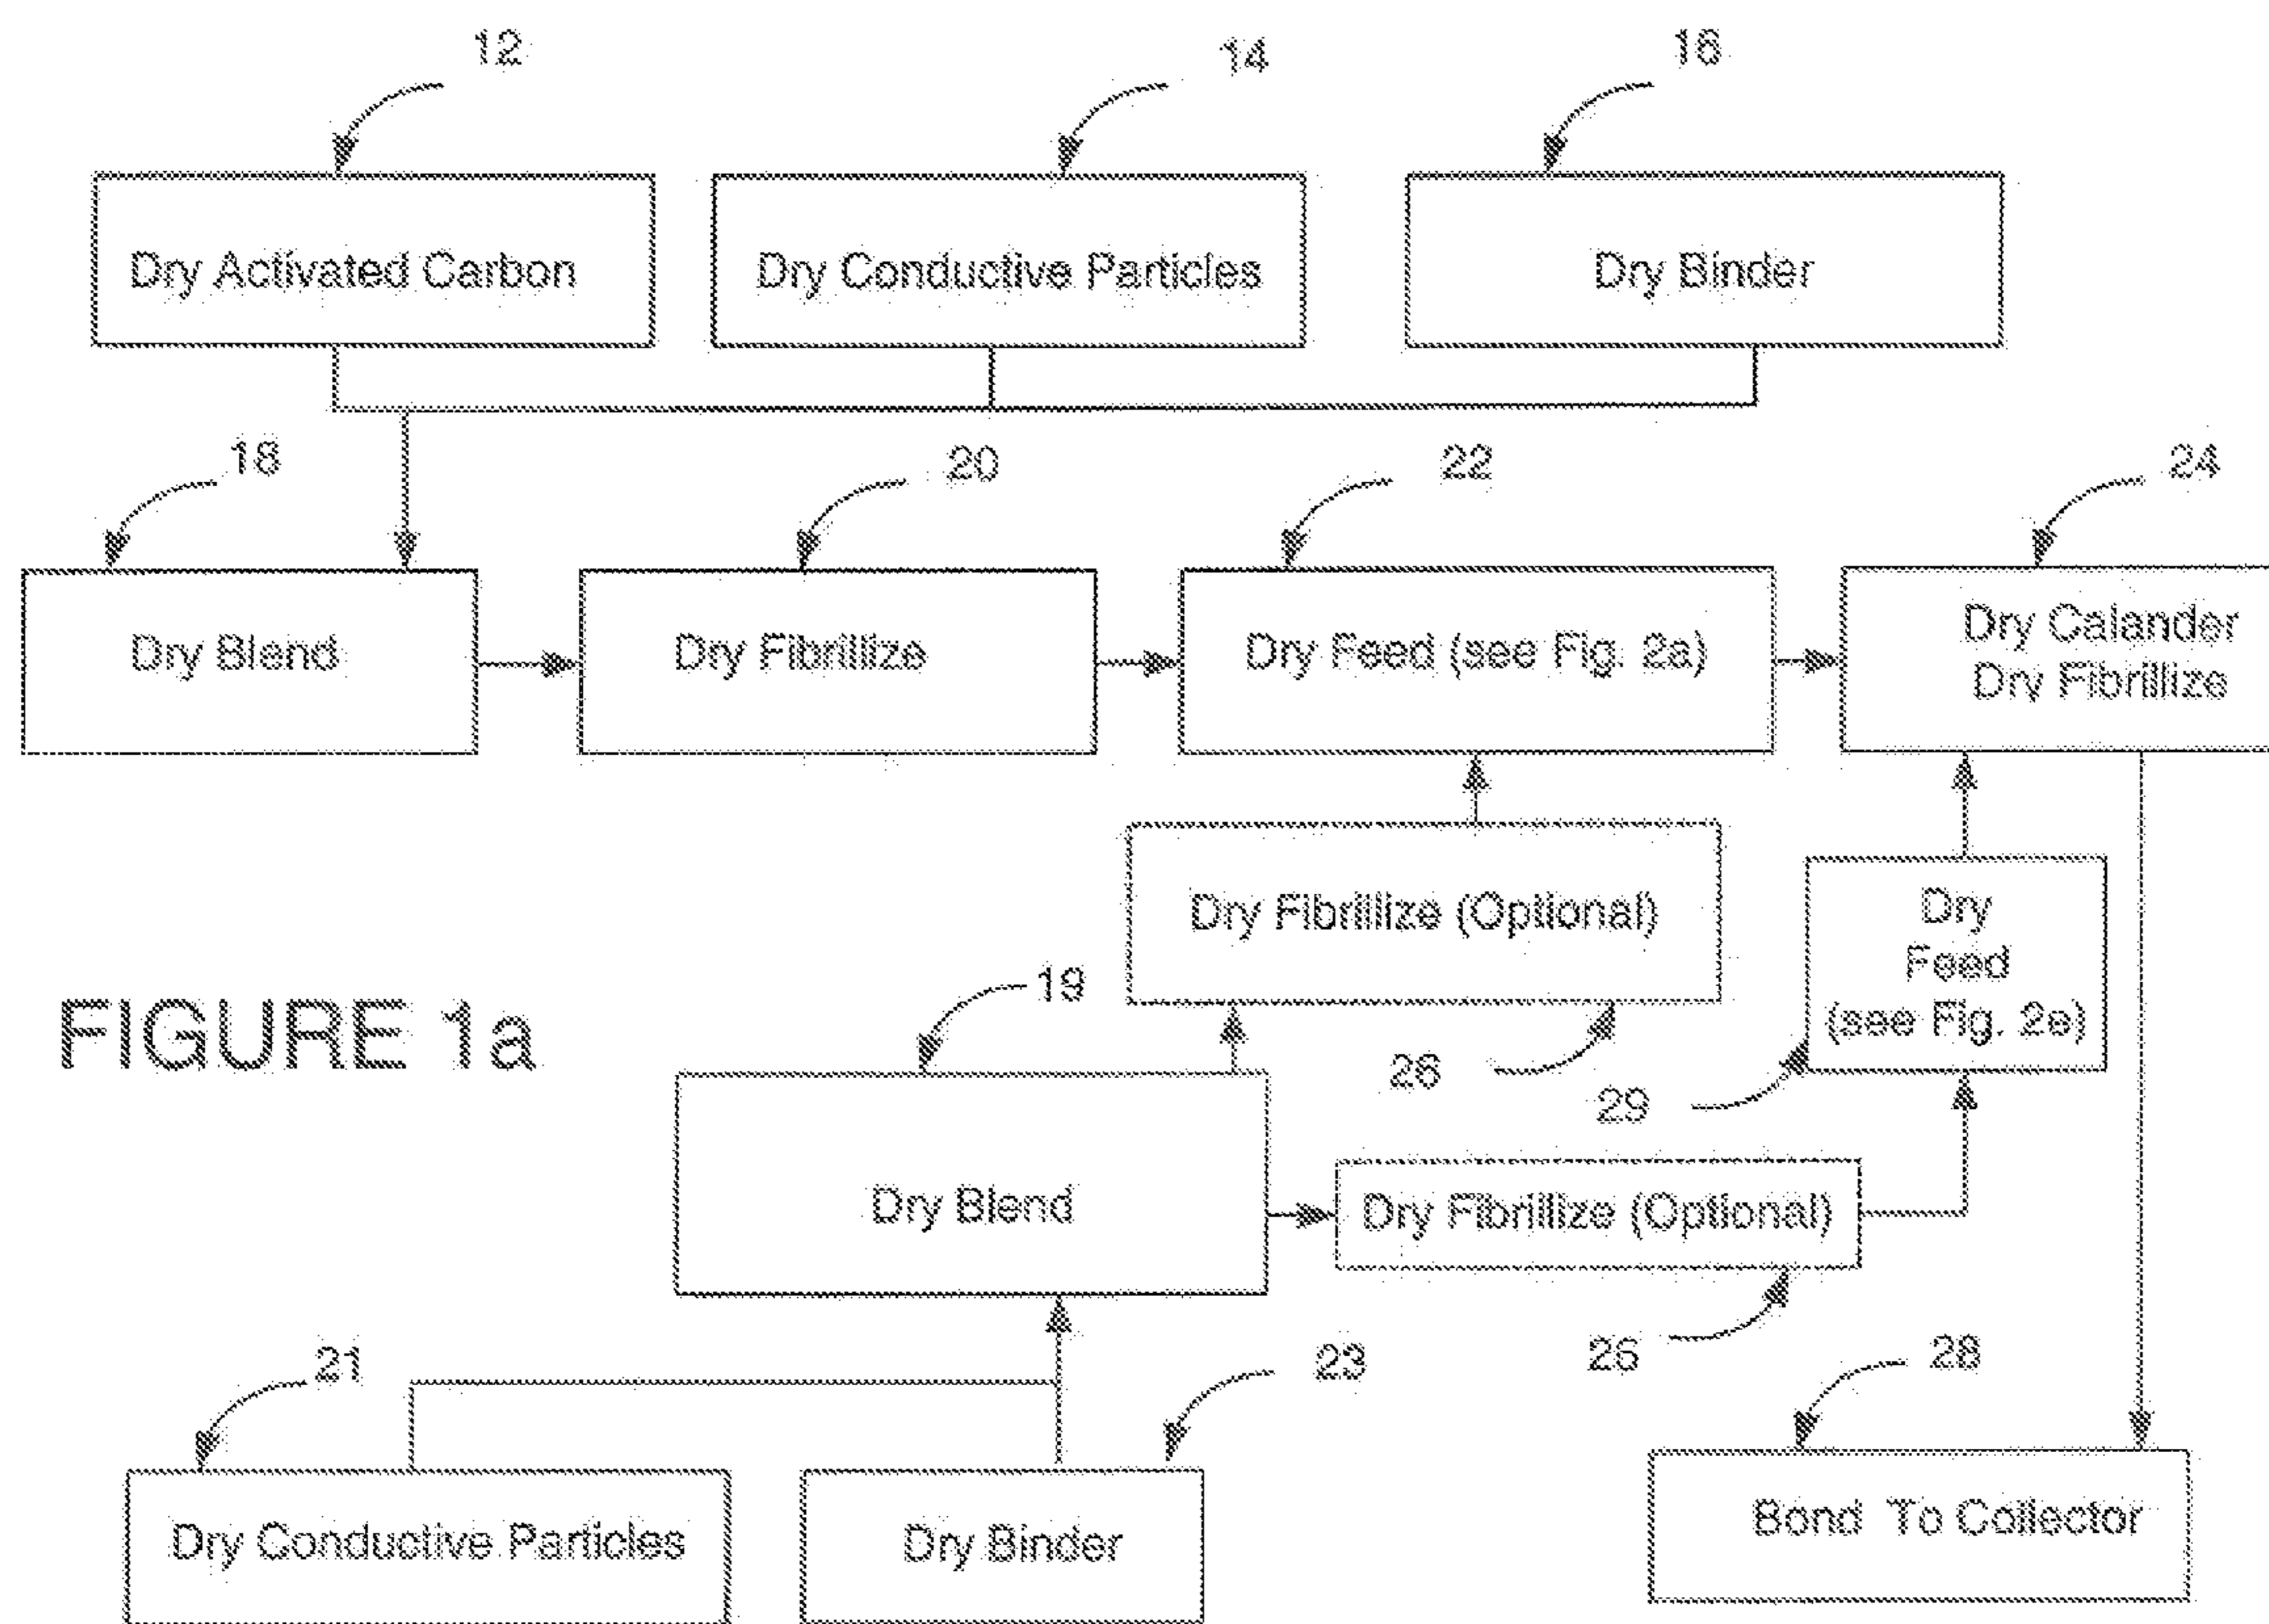 12
14
16
Dry Activated Carbon
Dry Conductive Particles
Dry Binder
18
20
22
24
Dry Blend
Dry Fibrillize
Dry Feed (see Fig. 2a)
Dry Calander
Dry Fibrillize
Dry Fibrillize (Optional)
Dry
Feed
(see Fig. 2e)
19
FIGURE 1a
26
29
Dry Blend
Dry Fibrillize (Optional)
21
23
26
28
Dry Conductive Particles
Dry Binder
Bond To Collector